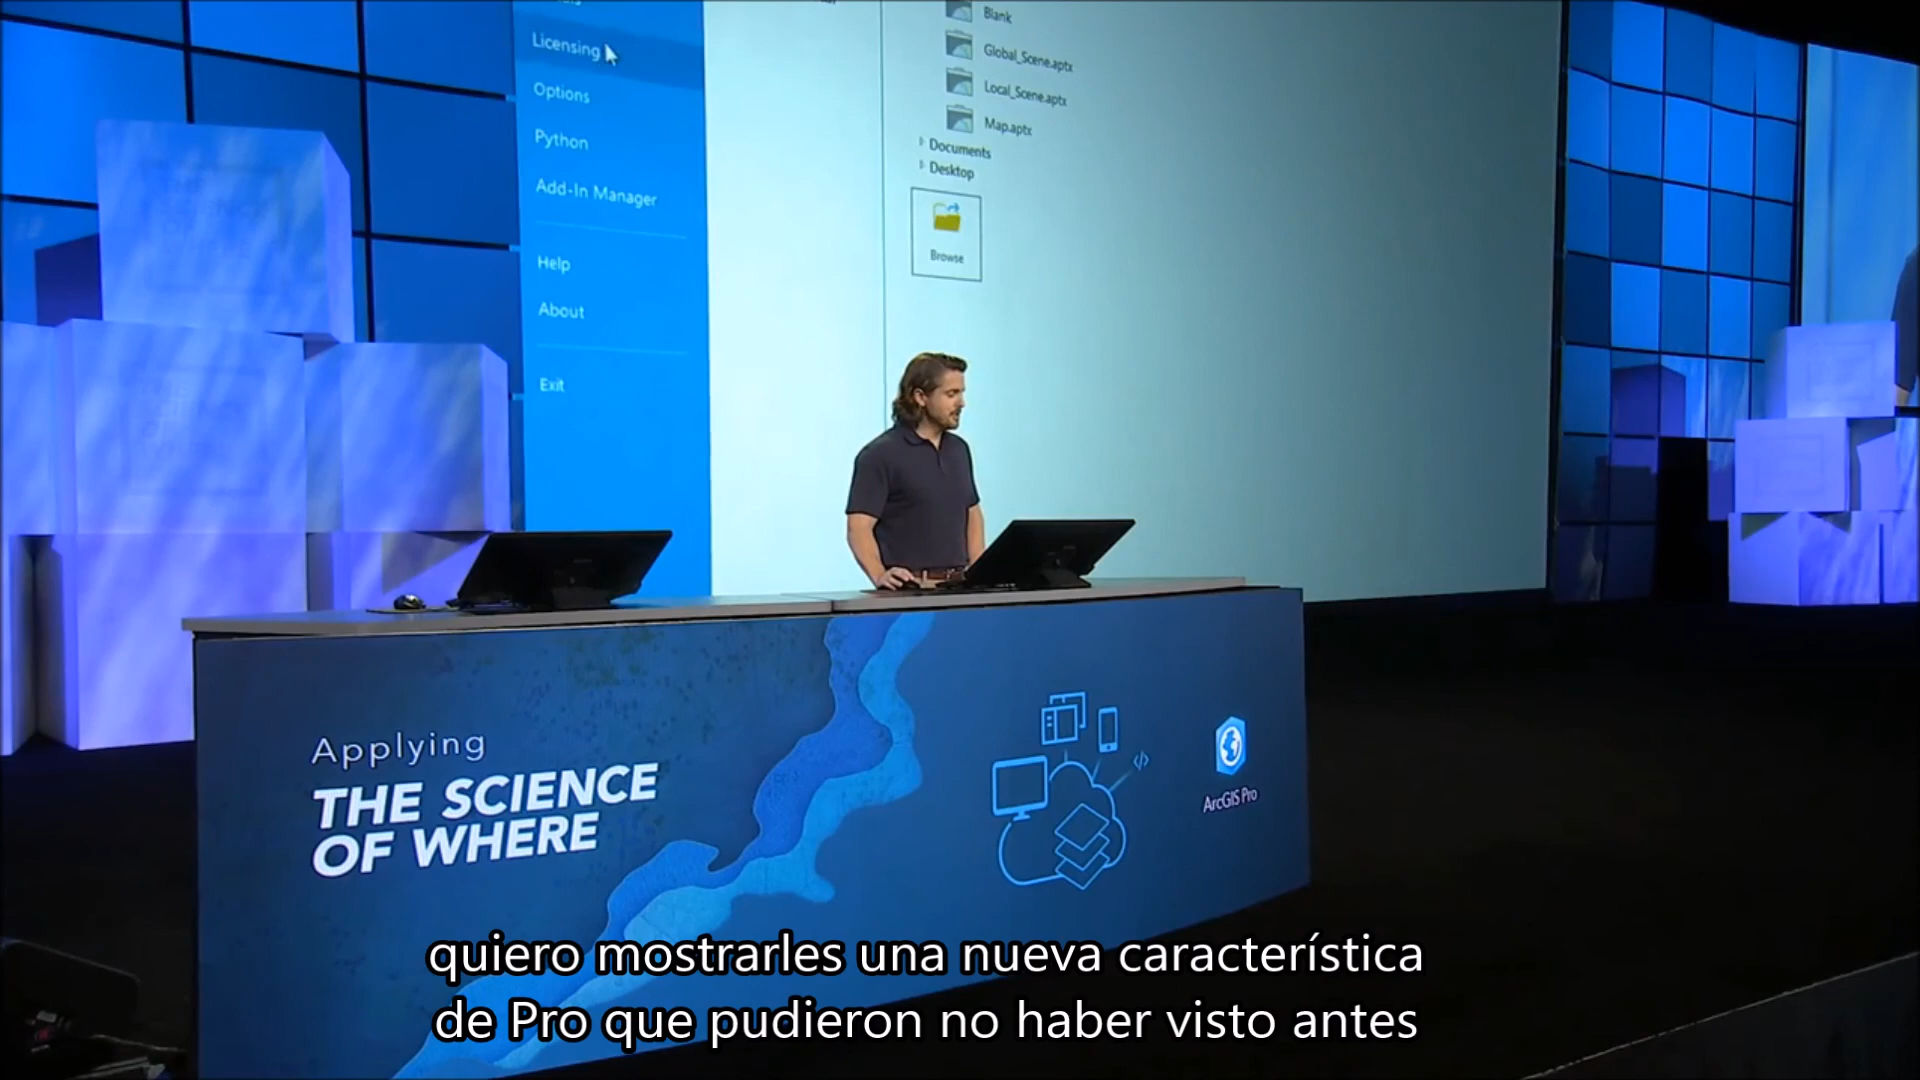 Licensing
Options
Python
Add-In Manager
Help
About
Exit
Blank
Global_Scene.aptx
Local_Scene.aptx
Map.aptx
Documents
Desktop
Browse
Applying
THE SCIENCE
OF WHERE
</>
ArcGIS Pro
quiero mostrarles una nueva característica
de Pro que pudieron no haber visto antes